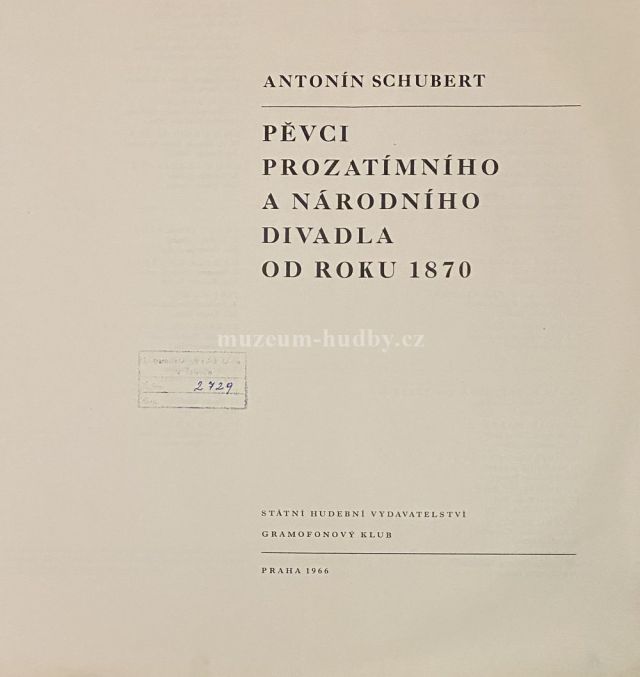 ANTONÍN SCHUBERT
PĚVCI
PROZATÍMNÍHO
A NÁRODNÍHO
DIVADLA
OD ROKU 1870
muzeum-hudby.cz
2729
STÁTNÍ HUDEBNÍ VYDAVATELSTVÍ
GRAMOFONOVÝ KLUB
PRAHA 1966